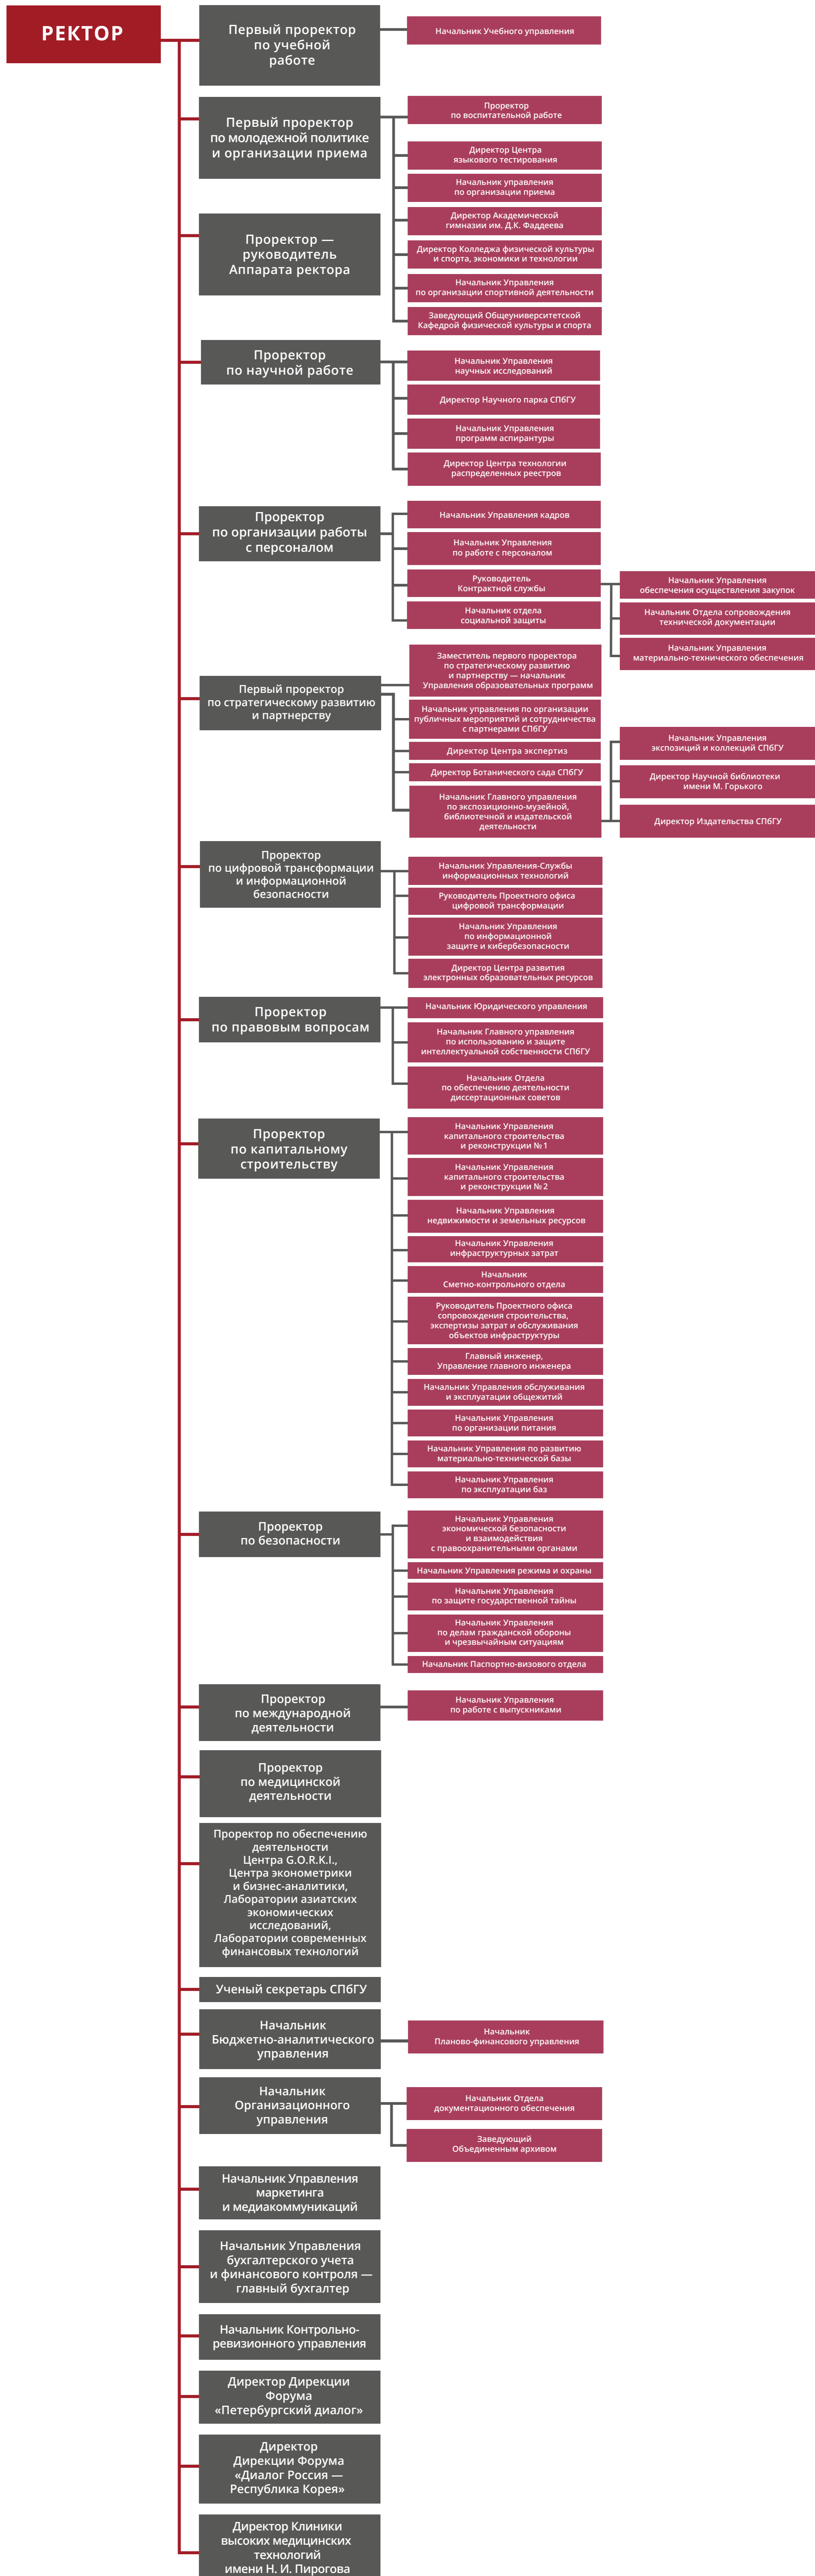 РЕКТОР
Первый проректор
по учебной
работе
Начальник Учебного управления
Первый проректор
по молодежной политике
и организации приема
Проректор
по воспитательной работе
Директор Центра
языкового тестирования
Начальник управления
по организации приема
Директор Академической
гимназии им. Д.К. Фаддеева
Директор Колледжа физической культуры
и спорта, экономики и технологии
Начальник Управления
по организации спортивной деятельности
Заведующий Общеуниверситетской
Кафедрой физической культуры и спорта
Проректор —
руководитель
Аппарата ректора
Проректор
по научной работе
Начальник Управления
научных исследований
Директор Научного парка СПбГУ
Начальник Управления
программ аспирантуры
Директор Центра технологии
распределенных реестров
Проректор
по организации работы
с персоналом
Начальник Управления кадров
Начальник Управления
по работе с персоналом
Руководитель
Контрактной службы
Начальник отдела
социальной защиты
Начальник Управления
обеспечения осуществления закупок
Начальник Отдела сопровождения
технической документации
Начальник Управления
материально-технического обеспечения
Первый проректор
по стратегическому развитию
и партнерству
Заместитель первого проректора
по стратегическому развитию
и партнерству — начальник
Управления образовательных программ
Начальник управления по организации
публичных мероприятий и сотрудничества
с партнерами СПбГУ
Директор Центра экспертиз
Директор Ботанического сада СПбГУ
Начальник Главного управления
по экспозиционно-музейной,
библиотечной и издательской
деятельности
Начальник Управления
экспозиций и коллекций СПбГУ
Директор Научной библиотеки
имени М. Горького
Директор Издательства СПбГУ
Проректор
по цифровой трансформации
и информационной
безопасности
Начальник Управления-Службы
информационных технологий
Руководитель Проектного офиса
цифровой трансформации
Начальник Управления
по информационной
защите и кибербезопасности
Директор Центра развития
электронных образовательных ресурсов
Проректор
по правовым вопросам
Начальник Юридического управления
Начальник Главного управления
по использованию и защите
интеллектуальной собственности СПбГУ
Начальник Отдела
по обеспечению деятельности
диссертационных советов
Проректор
по капитальному
строительству
Начальник Управления
капитального строительства
и реконструкции № 1
Начальник Управления
капитального строительства
и реконструкции № 2
Начальник Управления
недвижимости и земельных ресурсов
Начальник Управления
инфраструктурных затрат
Начальник
Сметно-контрольного отдела
Руководитель Проектного офиса
сопровождения строительства,
экспертизы затрат и обслуживания
объектов инфраструктуры
Главный инженер,
Управление главного инженера
Начальник Управления обслуживания
и эксплуатации общежитий
Начальник Управления
по организации питания
Начальник Управления по развитию
материально-технической базы
Начальник Управления
по эксплуатации баз
Проректор
по безопасности
Начальник Управления
экономической безопасности
и взаимодействия
с правоохранительными органами
Начальник Управления режима и охраны
Начальник Управления
по защите государственной тайны
Начальник Управления
по делам гражданской обороны
и чрезвычайным ситуациям
Начальник Паспортно-визового отдела
Проректор
по международной
деятельности
Начальник Управления
по работе с выпускниками
Проректор
по медицинской
деятельности
Проректор по обеспечению
деятельности
Центра G.O.R.K.I.,
Центра эконометрики
и бизнес-аналитики,
Лаборатории азиатских
экономических
исследований,
Лаборатории современных
финансовых технологий
Ученый секретарь СПбГУ
Начальник
Бюджетно-аналитического
управления
Начальник
Планово-финансового управления
Начальник
Организационного
управления
Начальник Отдела
документационного обеспечения
Заведующий
Объединенным архивом
Начальник Управления
маркетинга
и медиакоммуникаций
Начальник Управления
бухгалтерского учета
и финансового контроля —
главный бухгалтер
Начальник Контрольно-
ревизионного управления
Директор Дирекции
Форума
«Петербургский диалог»
Директор
Дирекции Форума
«Диалог Россия —
Республика Корея»
Директор Клиники
высоких медицинских
технологий
имени Н. И. Пирогова